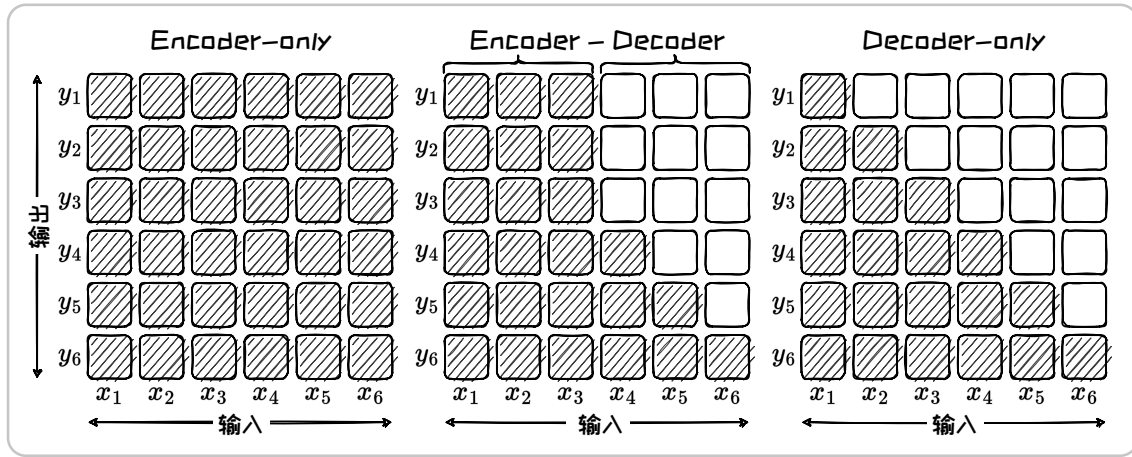 Encoder-only Encoder - Decoder Decoder-only
y1 y1 y1
y2 y2 y2
y3 y3 y3
y4 y4 y4
y5 y5 y5
y6 y6 y6
输出
x1 x2 x3 x4 x5 x6 x1 x2 x3 x4 x5 x6 x1 x2 x3 x4 x5 x6
输入 输入 输入